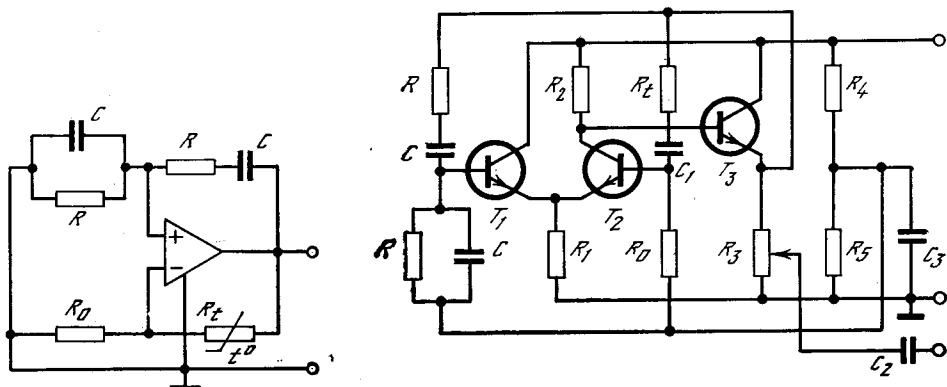 C
R
C
R
+
−
R₀
Rt
t°
R
C
R
C
T₁
R₂
Rt
T₂
C₁
T₃
R₁
R₀
R₃
R₄
R₅
C₃
C₂